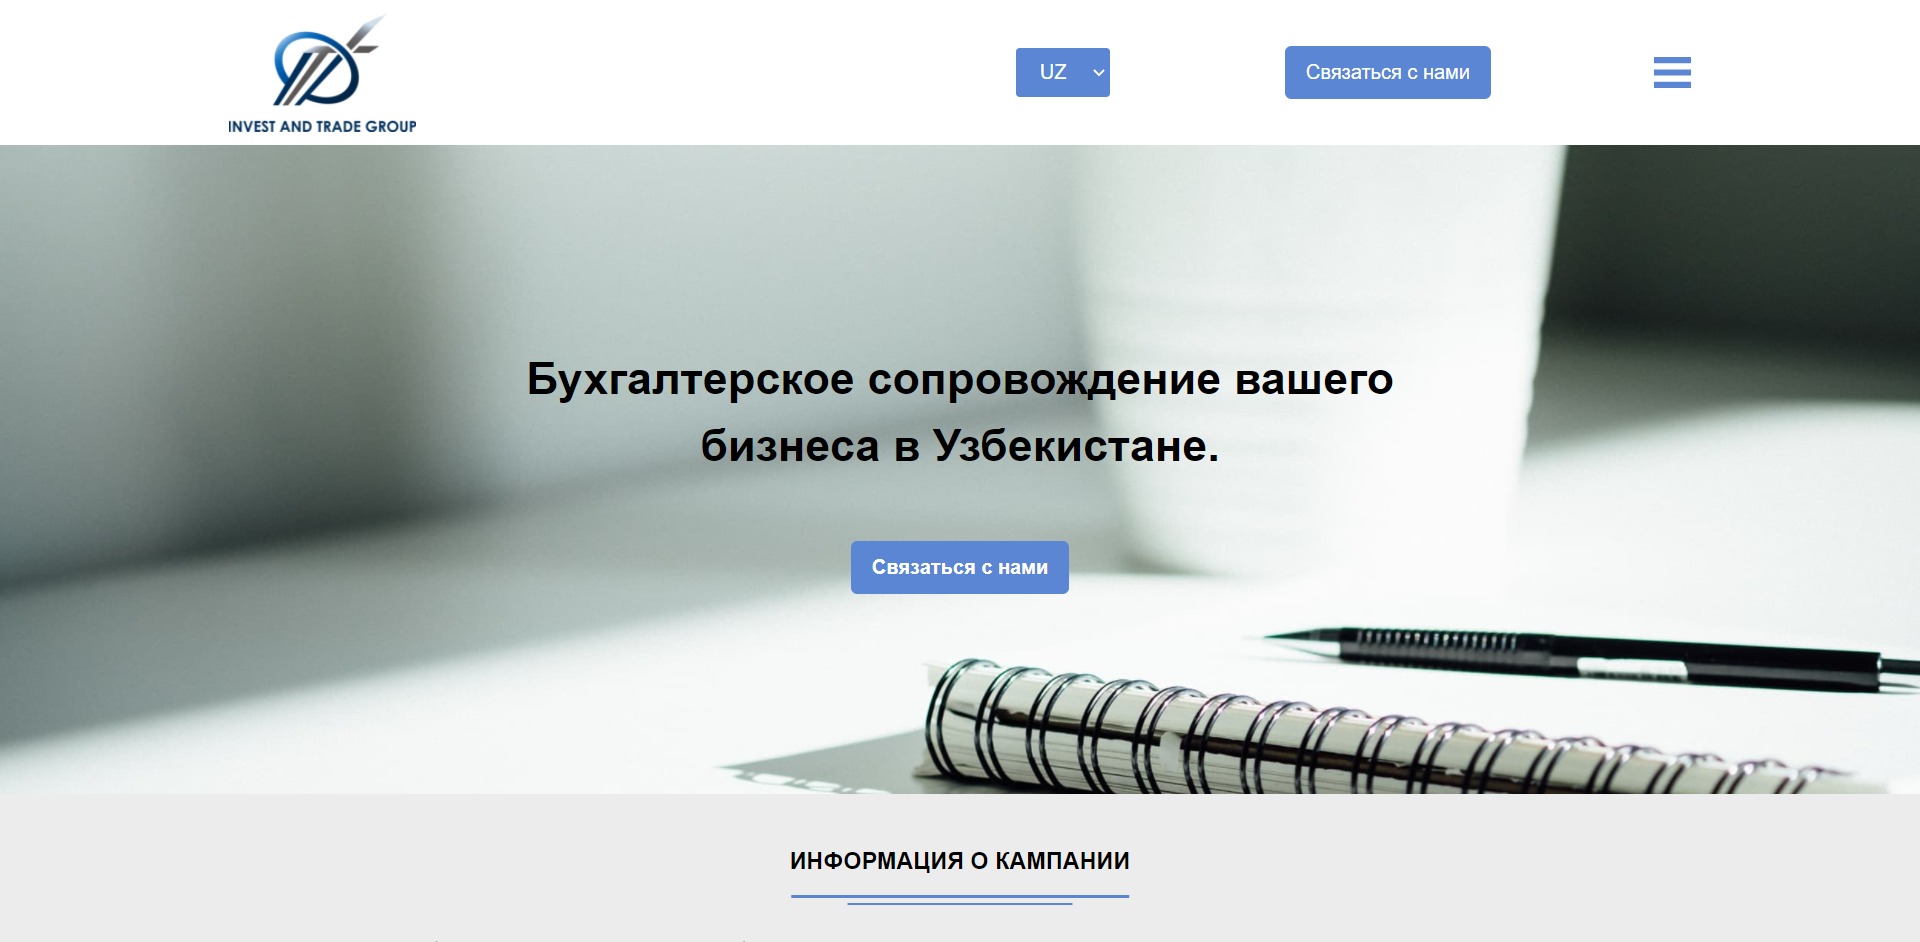 INVEST AND TRADE GROUP
UZ
Связаться с нами
Бухгалтерское сопровождение вашего
бизнеса в Узбекистане.
Связаться с нами
ИНФОРМАЦИЯ О КАМПАНИИ